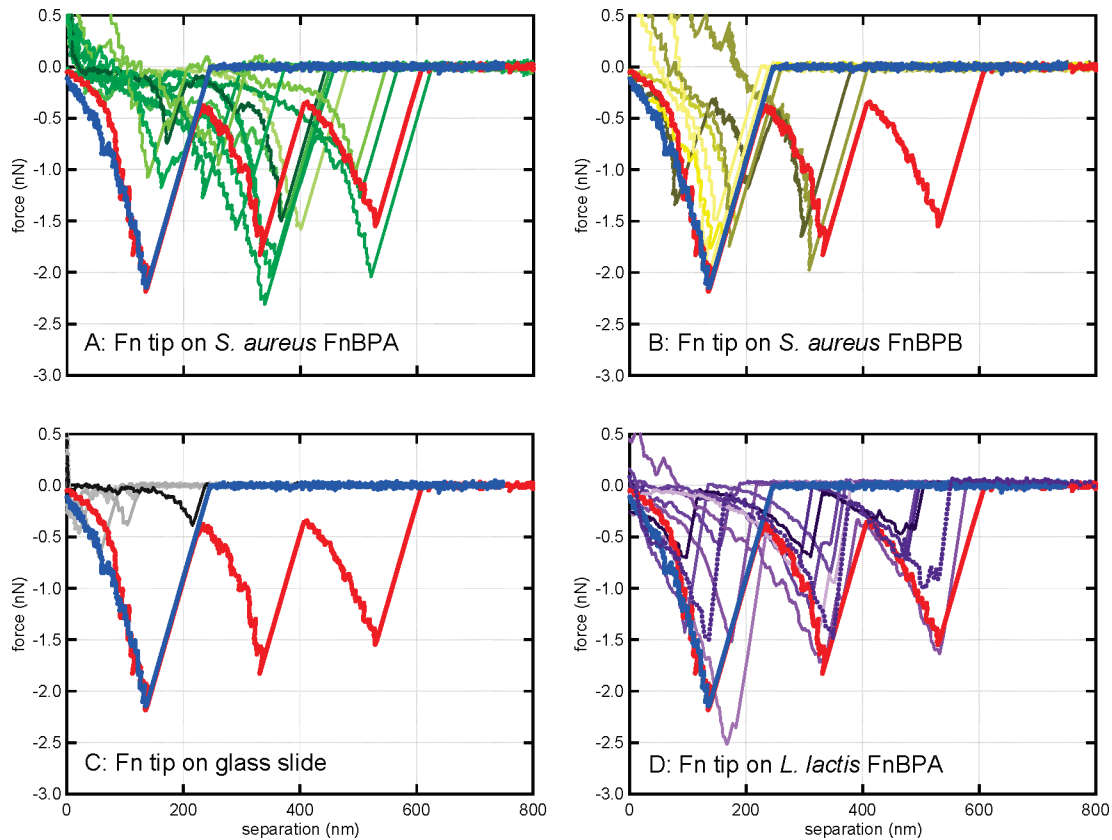 0.5
0.0
-0.5
-1.0
-1.5
-2.0
-2.5
-3.0
force (nN)
A: Fn tip on S. aureus FnBPA
0.5
0.0
-0.5
-1.0
-1.5
-2.0
-2.5
-3.0
force (nN)
B: Fn tip on S. aureus FnBPB
0.5
0.0
-0.5
-1.0
-1.5
-2.0
-2.5
-3.0
force (nN)
C: Fn tip on glass slide
0 200 400 600 800
separation (nm)
0.5
0.0
-0.5
-1.0
-1.5
-2.0
-2.5
-3.0
force (nN)
D: Fn tip on L. lactis FnBPA
0 200 400 600 800
separation (nm)